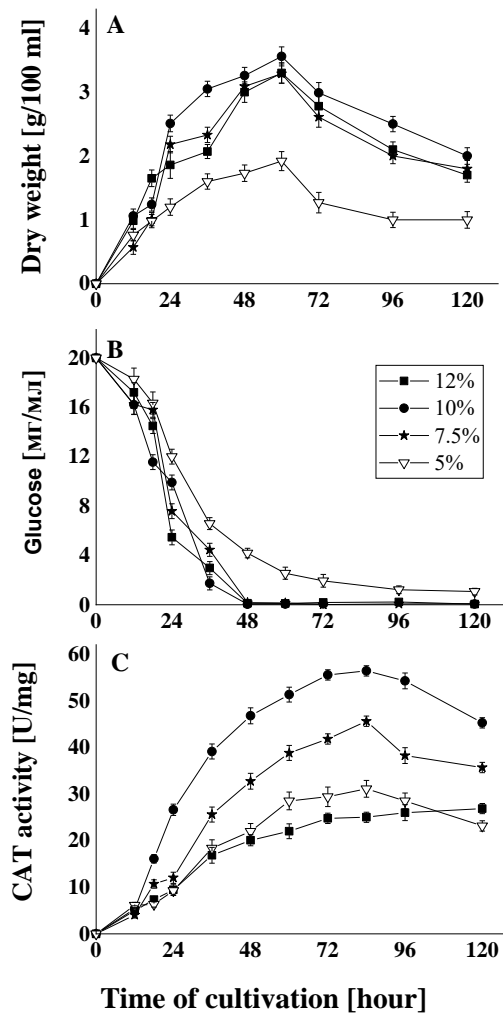 A
Dry weight [g/100 ml]
4
3
2
1
0
0 24 48 72 96 120
B
Glucose [мг/мл]
20
16
12
8
4
0
12%
10%
7.5%
5%
0 24 48 72 96 120
C
CAT activity [U/mg]
60
50
40
30
20
10
0
0 24 48 72 96 120
Time of cultivation [hour]